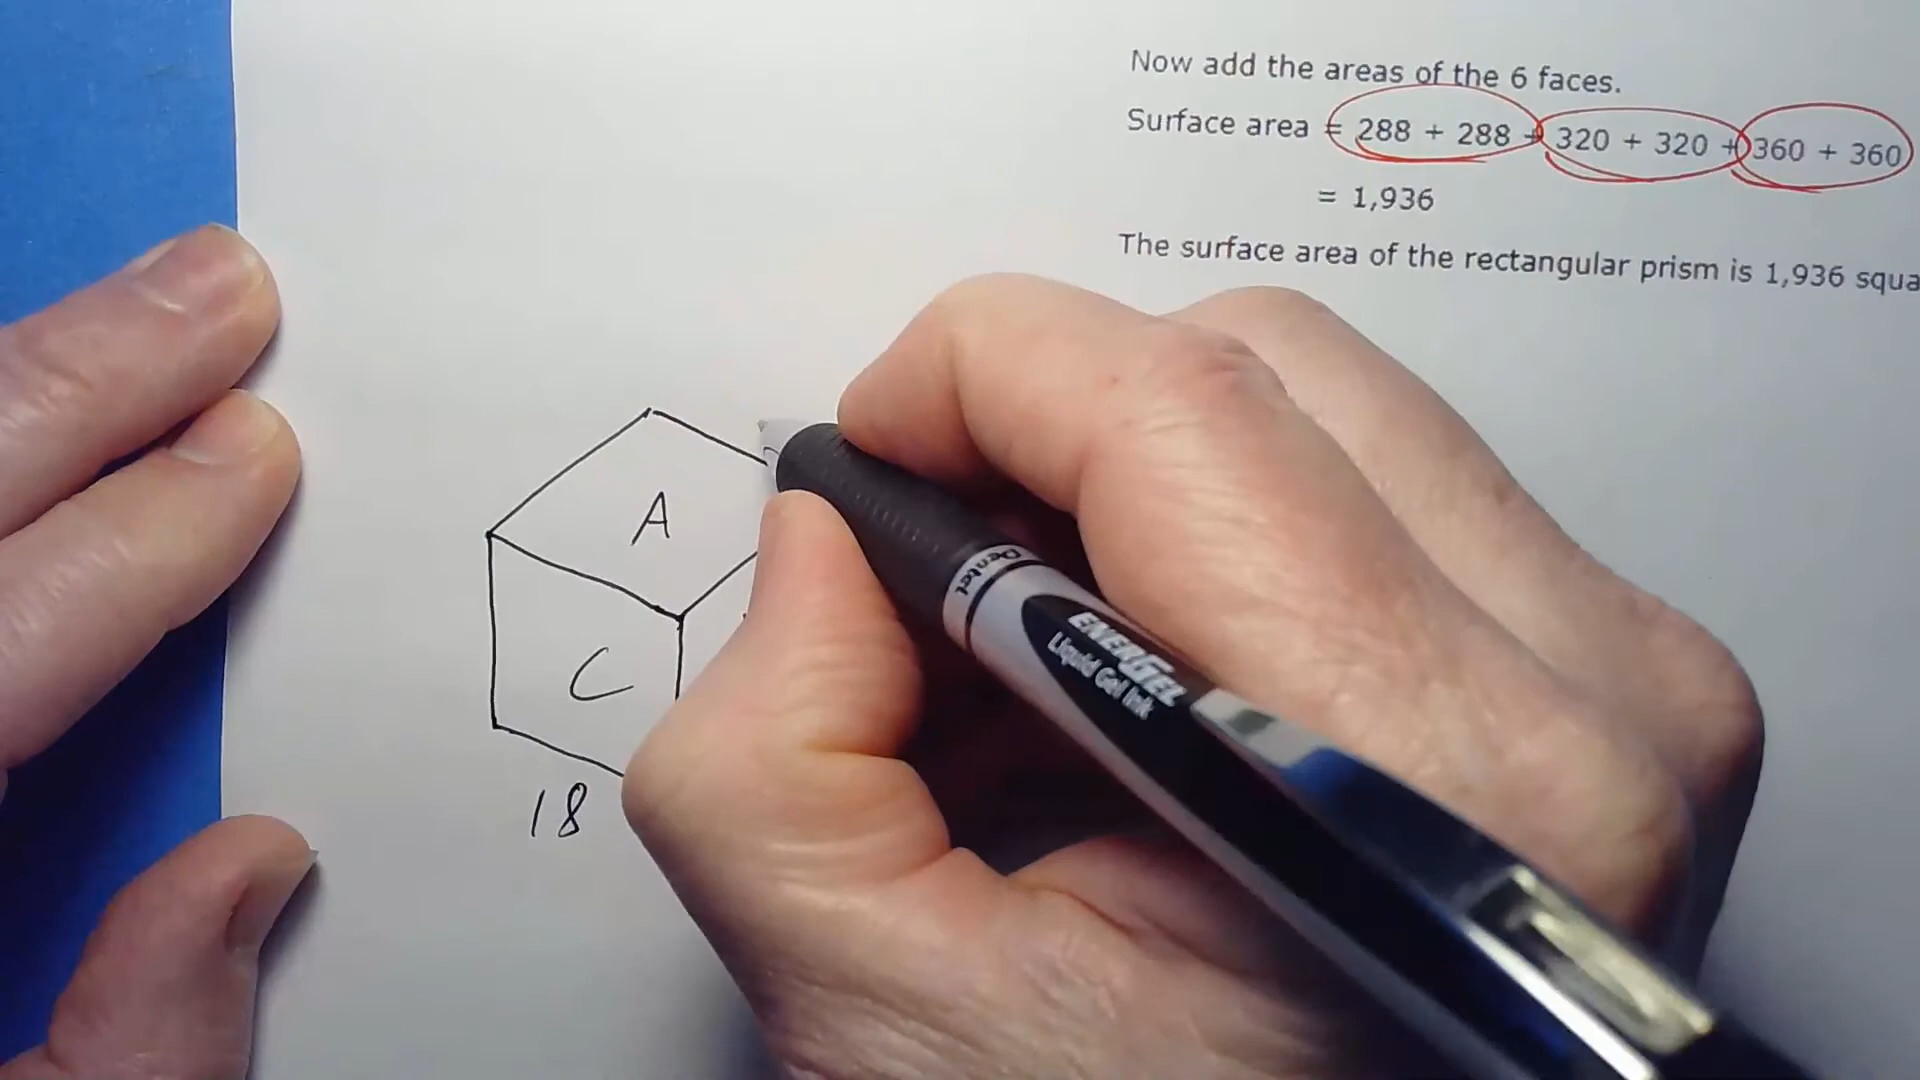 Now add the areas of the 6 faces.
Surface area = 288 + 288 + 320 + 320 + 360 + 360
= 1,936
The surface area of the rectangular prism is 1,936 squa
A
C
18
Pentel
ENERGEL
Liquid Gel Ink